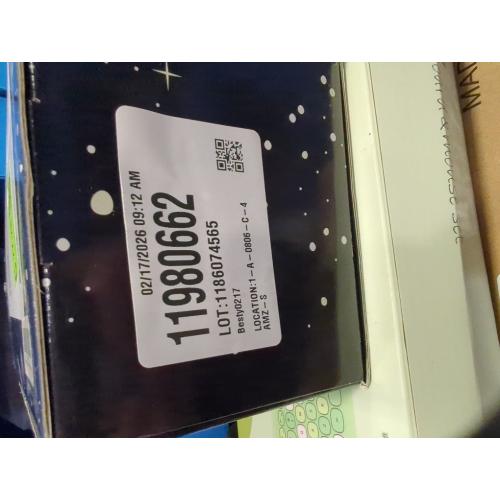 02/17/2026 09:12 AM
11980662
LOT:1186074565
Besty0217
LOCATION:1-A-0806-C-4
AMZ-S